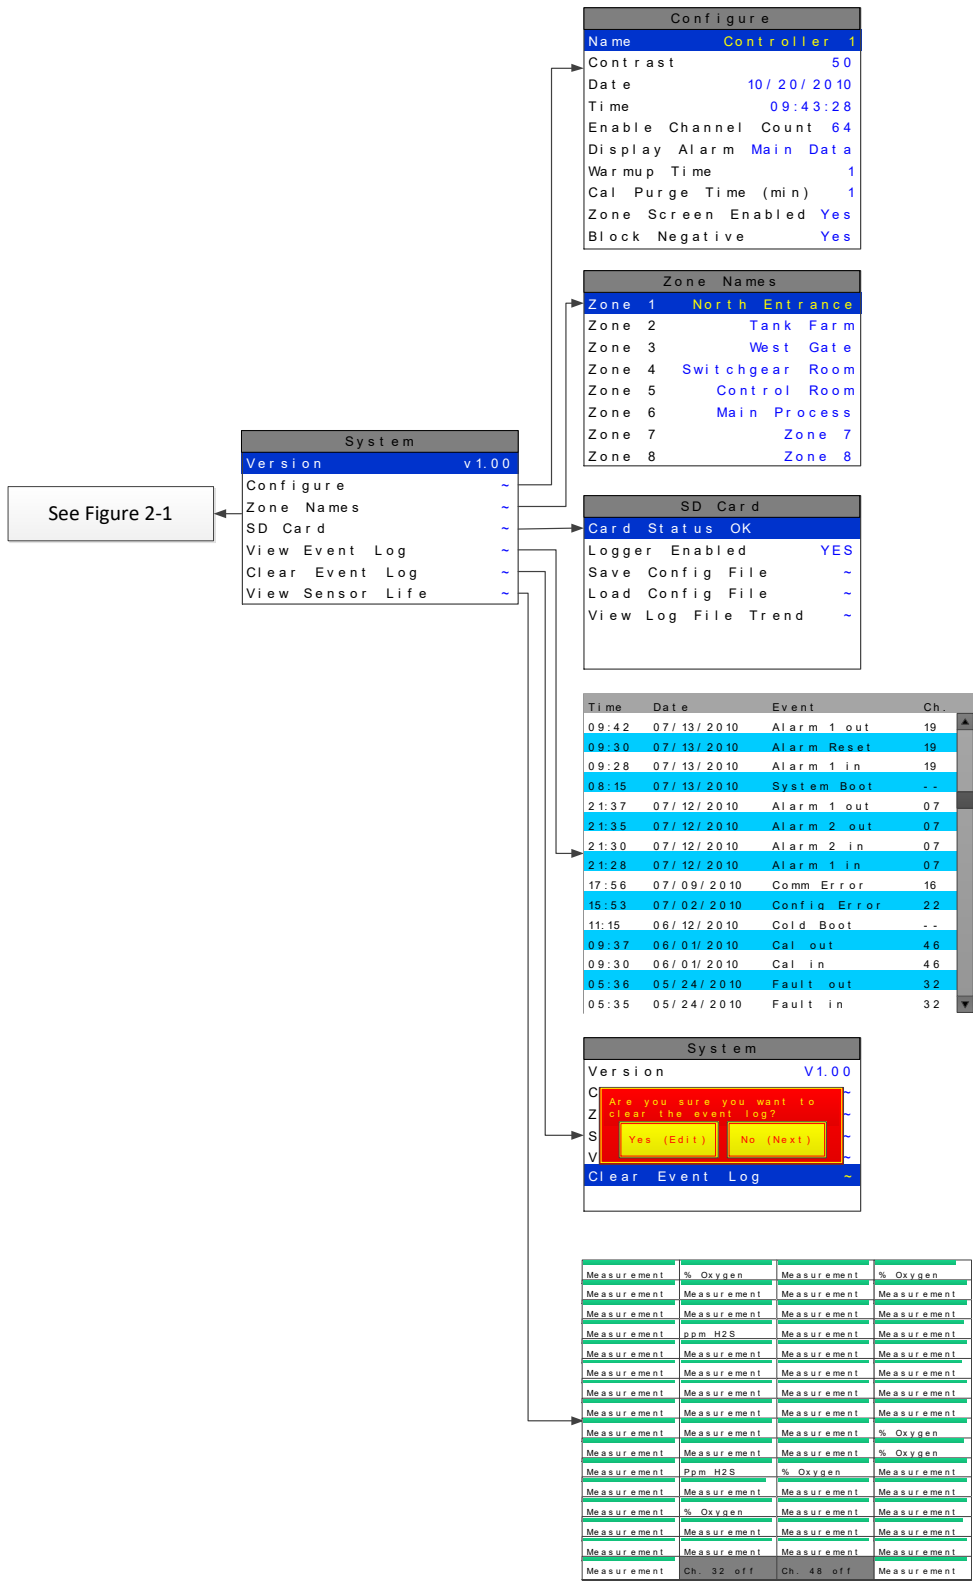 Configure
Name Controller 1
Contrast 50
Date 10/20/2010
Time 09:43:28
Enable Channel Count 64
Display Alarm Main Data
Warmup Time 1
Cal Purge Time (min) 1
Zone Screen Enabled Yes
Block Negative Yes
Zone Names
Zone 1 North Entrance
Zone 2 Tank Farm
Zone 3 West Gate
Zone 4 Switchgear Room
Zone 5 Control Room
Zone 6 Main Process
Zone 7 Zone 7
Zone 8 Zone 8
System
Version v1.00
Configure ~
Zone Names ~
SD Card ~
View Event Log ~
Clear Event Log ~
View Sensor Life ~
See Figure 2-1
SD Card
Card Status OK
Logger Enabled YES
Save Config File ~
Load Config File ~
View Log File Trend ~
Time Date Event Ch.
09:42 07/13/2010 Alarm 1 out 19
09:30 07/13/2010 Alarm Reset 19
09:28 07/13/2010 Alarm 1 in 19
08:15 07/13/2010 System Boot --
21:37 07/12/2010 Alarm 1 out 07
21:35 07/12/2010 Alarm 2 out 07
21:30 07/12/2010 Alarm 2 in 07
21:28 07/12/2010 Alarm 1 in 07
17:56 07/09/2010 Comm Error 16
15:53 07/02/2010 Config Error 22
11:15 06/12/2010 Cold Boot --
09:37 06/01/2010 Cal out 46
09:30 06/01/2010 Cal in 46
05:36 05/24/2010 Fault out 32
05:35 05/24/2010 Fault in 32
System
Version V1.00
C ~
Are you sure you want to
Z ~
clear the event log?
S ~
Yes (Edit) No (Next)
V ~
Clear Event Log ~
Measurement % Oxygen Measurement % Oxygen
Measurement Measurement Measurement Measurement
Measurement Measurement Measurement Measurement
Measurement ppm H2S Measurement Measurement
Measurement Measurement Measurement Measurement
Measurement Measurement Measurement Measurement
Measurement Measurement Measurement Measurement
Measurement Measurement Measurement Measurement
Measurement Measurement Measurement % Oxygen
Measurement Measurement Measurement % Oxygen
Measurement Ppm H2S % Oxygen Measurement
Measurement Measurement Measurement Measurement
Measurement % Oxygen Measurement Measurement
Measurement Measurement Measurement Measurement
Measurement Measurement Measurement Measurement
Measurement Ch. 32 off Ch. 48 off Measurement